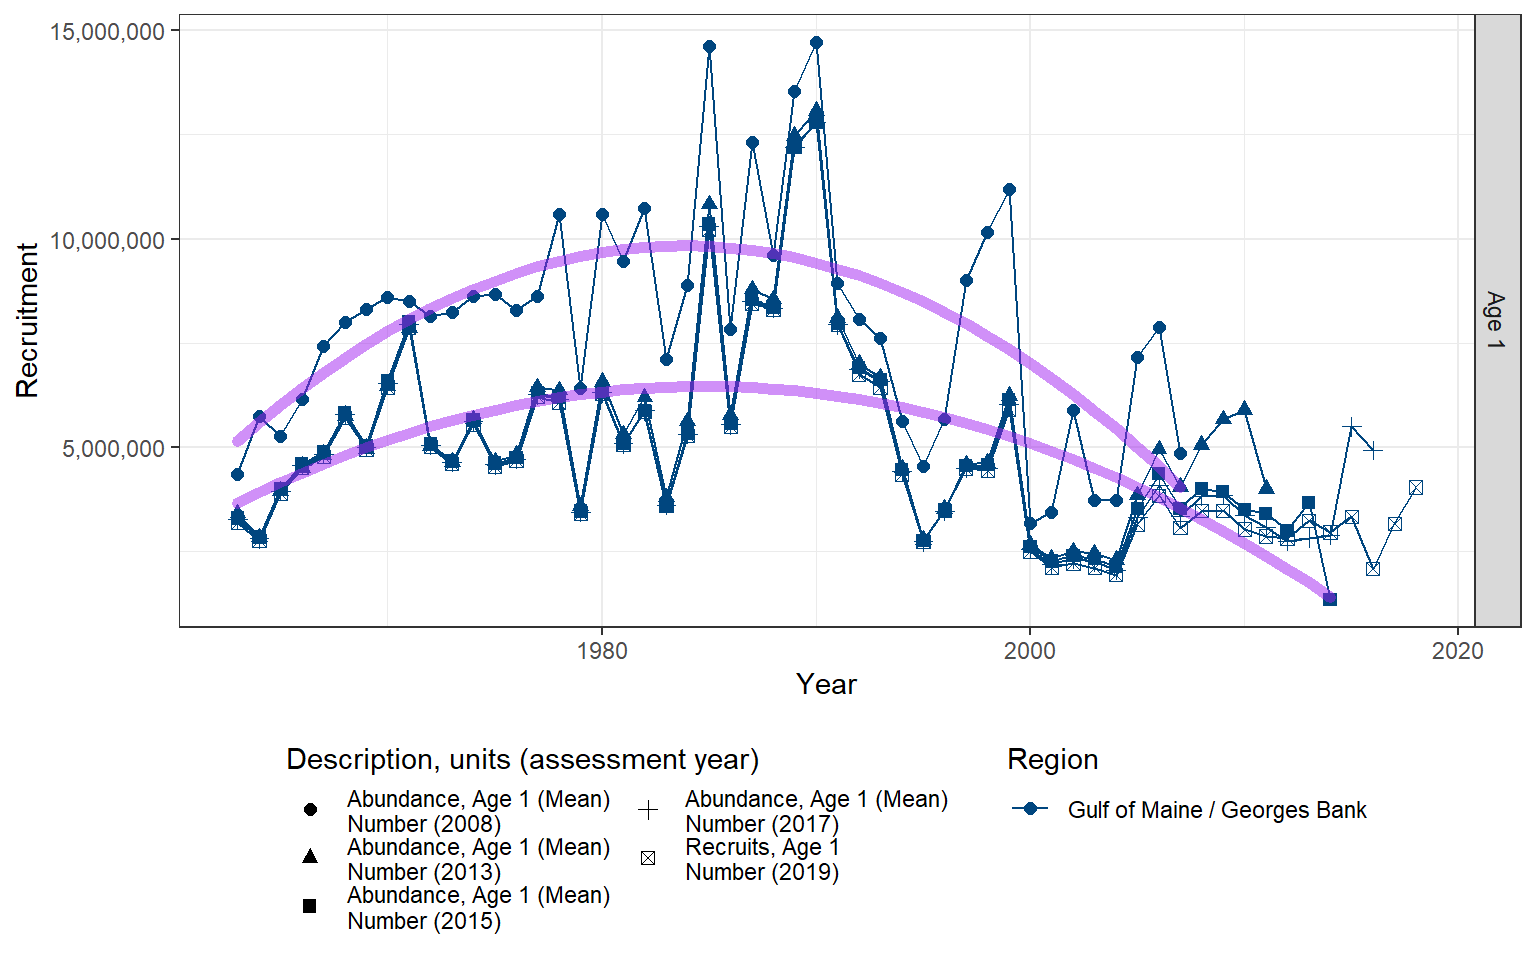 15,000,000
10,000,000
5,000,000
Recruitment
Age 1
1980
2000
2020
Year
Description, units (assessment year)
Abundance, Age 1 (Mean)
Number (2008)
Abundance, Age 1 (Mean)
Number (2013)
Abundance, Age 1 (Mean)
Number (2015)
Abundance, Age 1 (Mean)
Number (2017)
Recruits, Age 1
Number (2019)
Region
Gulf of Maine / Georges Bank